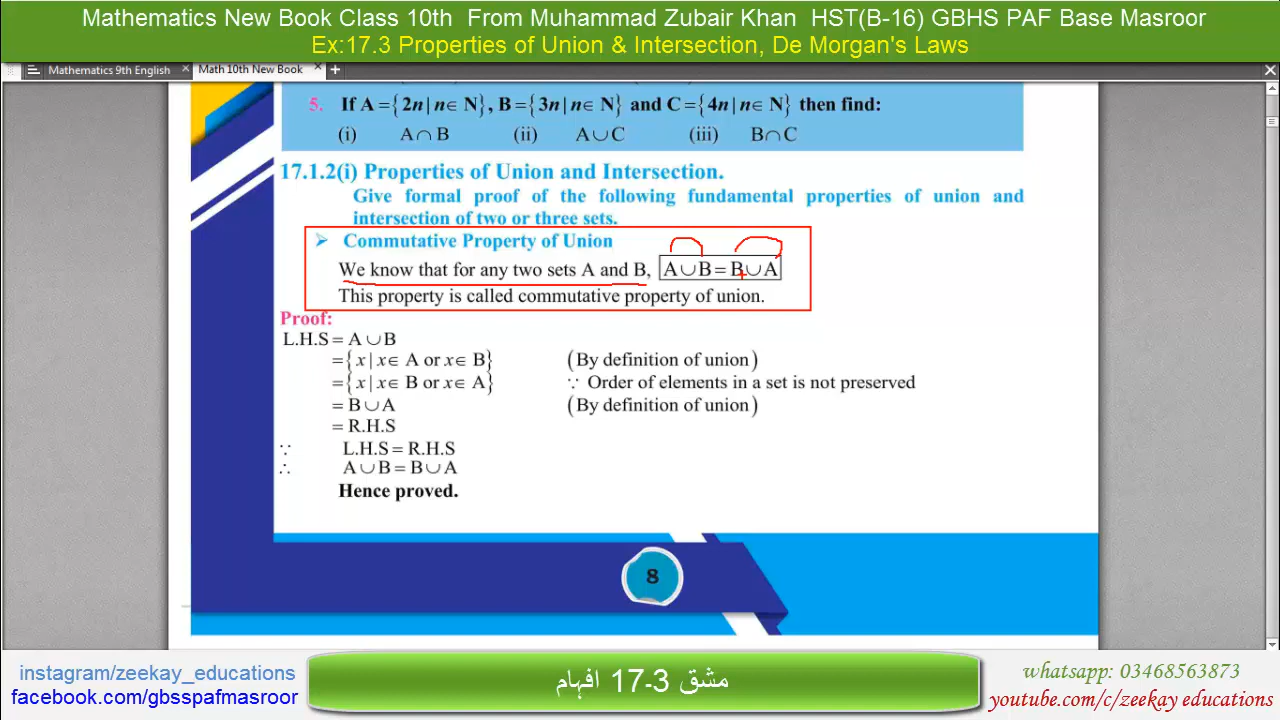 Mathematics New Book Class 10th From Muhammad Zubair Khan HST(B-16) GBHS PAF Base Masroor
Ex:17.3 Properties of Union & Intersection, De Morgan's Laws
Mathematics 9th English × Math 10th New Book × +
5. If A={2n|n∈N}, B={3n|n∈N} and C={4n|n∈N} then find:
(i) A∩B (ii) A∪C (iii) B∩C
17.1.2(i) Properties of Union and Intersection.
Give formal proof of the following fundamental properties of union and
intersection of two or three sets.
➢ Commutative Property of Union
We know that for any two sets A and B, A∪B=B∪A
This property is called commutative property of union.
Proof:
L.H.S = A∪B
={x|x∈A or x∈B} (By definition of union)
={x|x∈B or x∈A} ∵ Order of elements in a set is not preserved
= B∪A (By definition of union)
= R.H.S
∵ L.H.S = R.H.S
∴ A∪B = B∪A
Hence proved.
8
instagram/zeekay_educations
facebook.com/gbsspafmasroor
مشق 3-17 افہام
whatsapp: 03468563873
youtube.com/c/zeekay educations